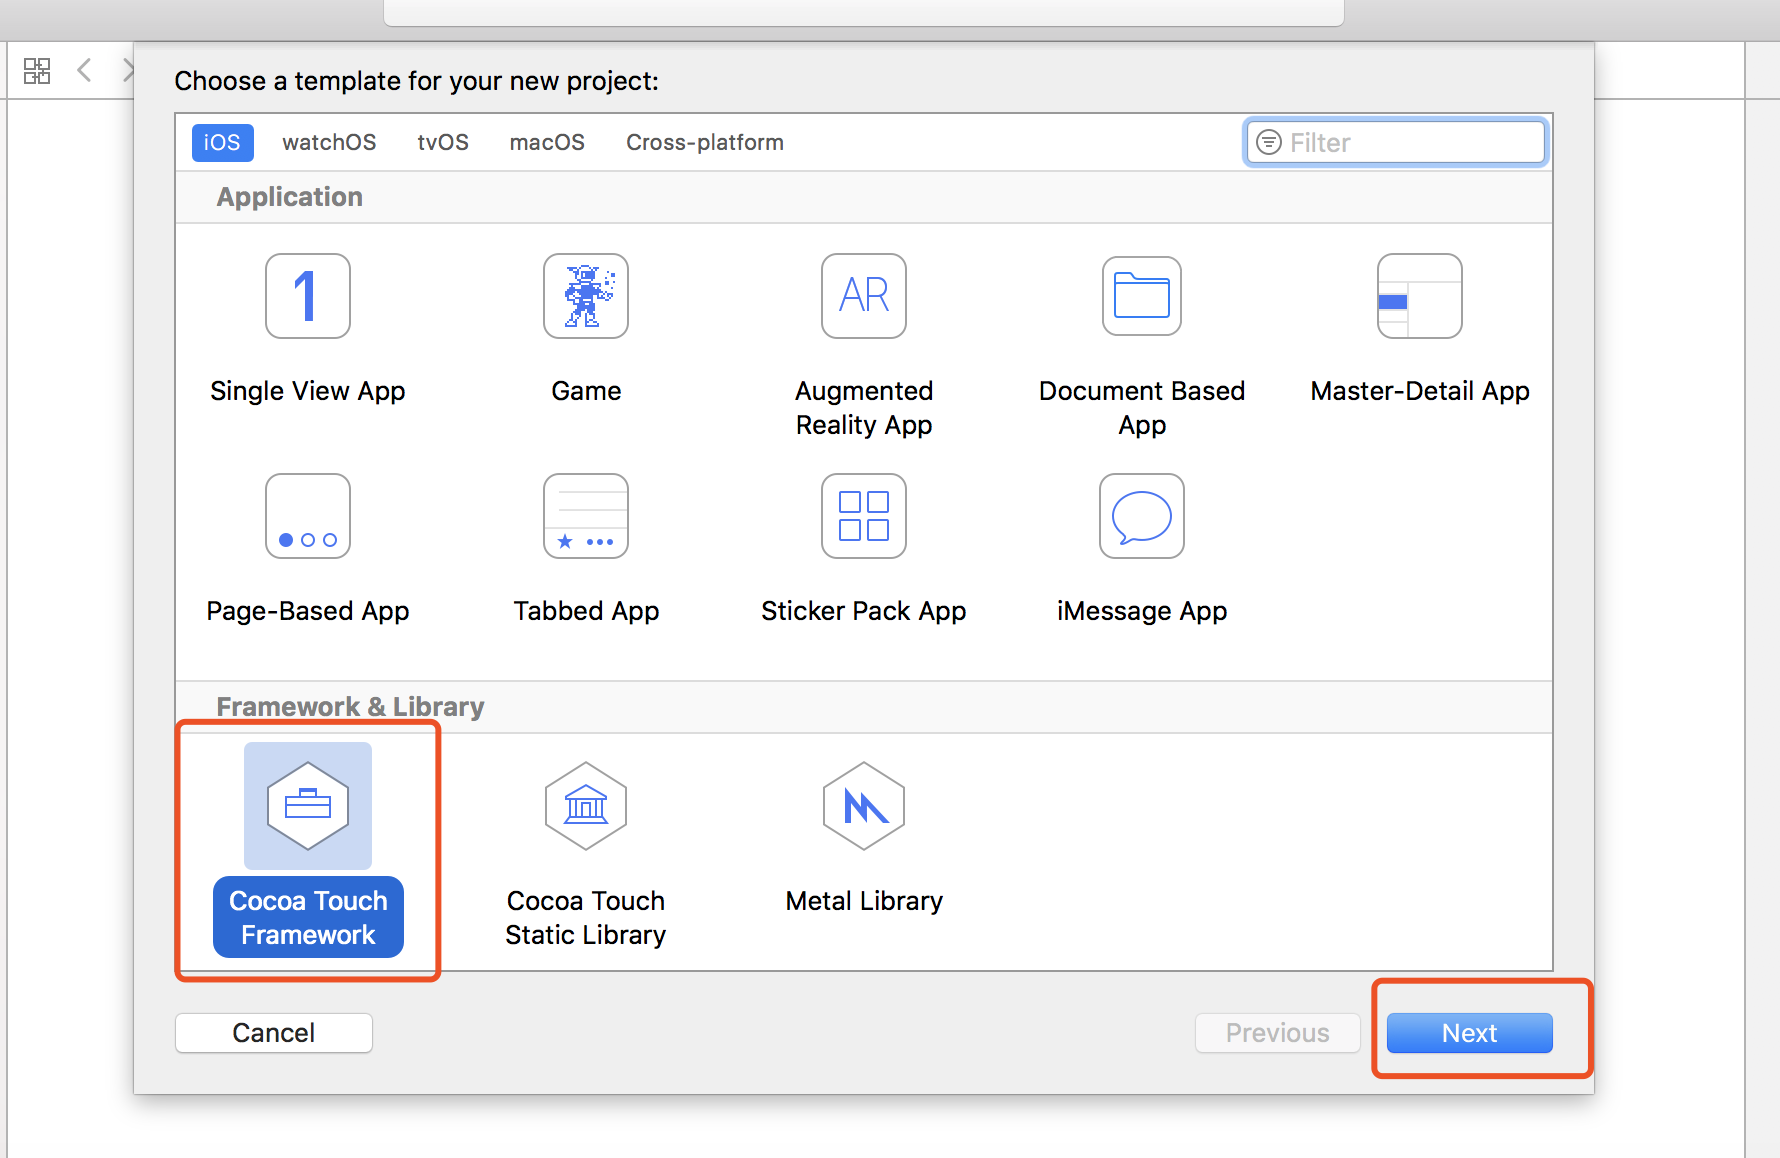 Choose a template for your new project:
iOS watchOS tvOS macOS Cross-platform Filter
Application
1
AR
Single View App
Game
Augmented
Reality App
Document Based
App
Master-Detail App
Page-Based App
Tabbed App
Sticker Pack App
iMessage App
Framework & Library
Cocoa Touch
Framework
Cocoa Touch
Static Library
Metal Library
Cancel
Previous
Next